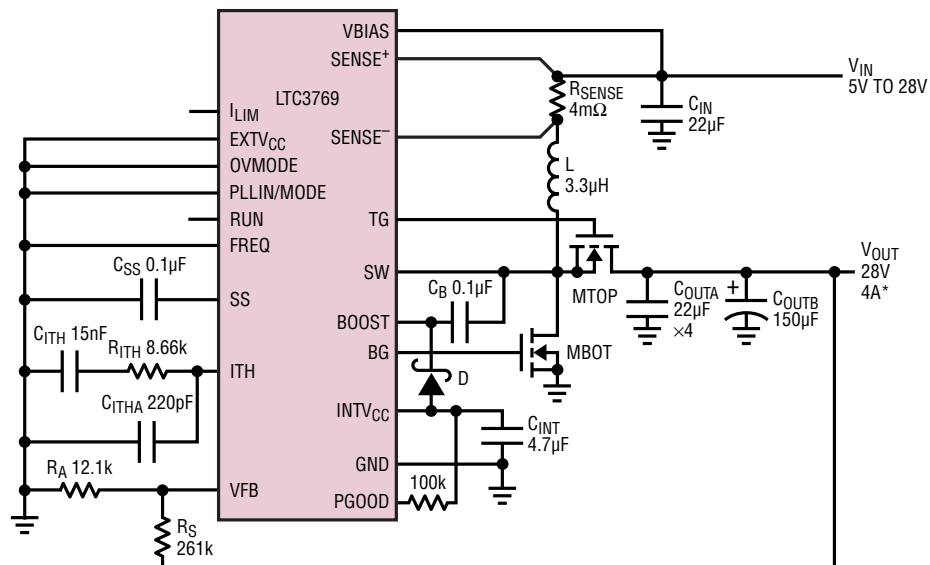 VBIAS
SENSE+
LTC3769
ILIM
EXTVCC
OVMODE
PLLIN/MODE
RUN
FREQ
SENSE–
RSENSE
4mΩ
VIN
5V TO 28V
CIN
22µF
L
3.3µH
TG
SW
CSS 0.1µF
SS
CB 0.1µF
MTOP
COUTA
22µF
×4
+
COUTB
150µF
VOUT
28V
4A*
BOOST
CITH 15nF
RITH 8.66k
ITH
BG
MBOT
D
CITHA 220pF
INTVCC
CINT
4.7µF
GND
RA 12.1k
VFB
PGOOD
100k
RS
261k